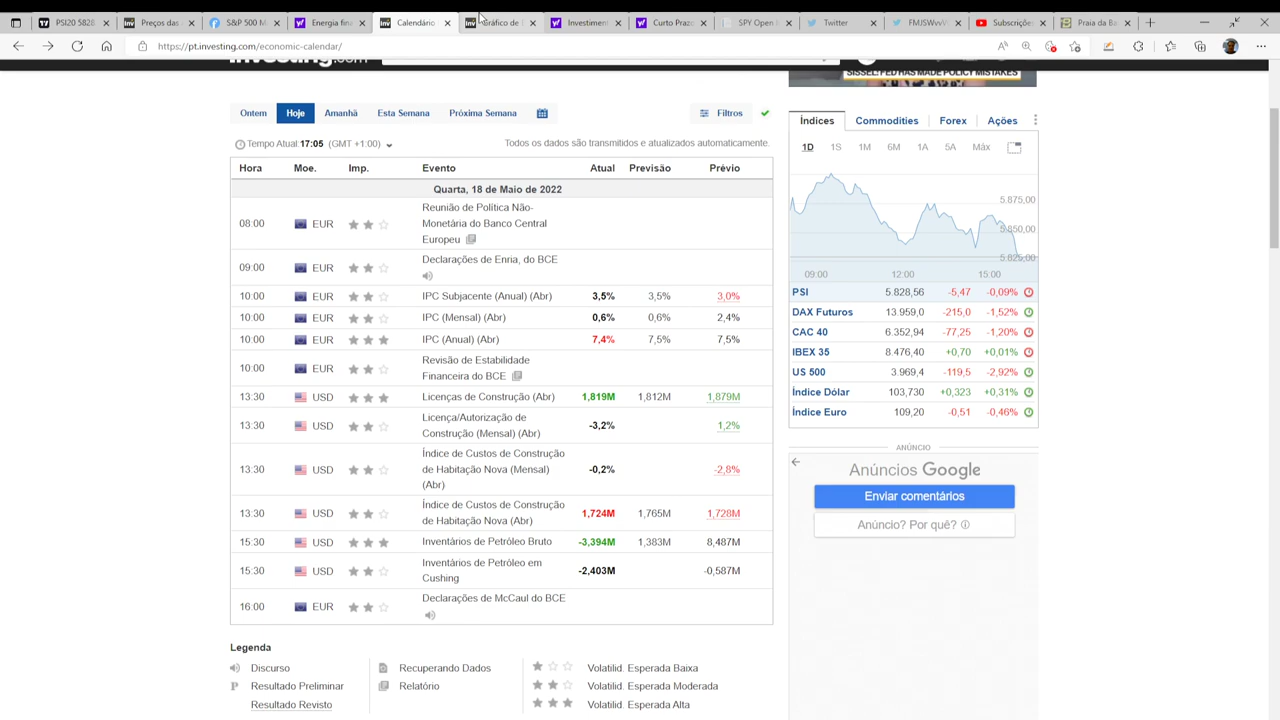 PSI20 5828
Preços das
S&P 500 M
Energia fina
Calendário
Gráfico de
Investiment
Curto Prazo
SPY Open I
Twitter
FMJSWvvV
Subscriçõe
Praia da Ba
https://pt.investing.com/economic-calendar/
investing.com
SISSEL: FED HAS MADE POLICY MISTAKES
Ontem Hoje Amanhã Esta Semana Próxima Semana Filtros
Tempo Atual: 17:05 (GMT +1:00) Todos os dados são transmitidos e atualizados automaticamente.
Hora Moe. Imp. Evento Atual Previsão Prévio
Quarta, 18 de Maio de 2022
08:00 EUR Reunião de Política Não-
Monetária do Banco Central
Europeu
09:00 EUR Declarações de Enria, do BCE
10:00 EUR IPC Subjacente (Anual) (Abr) 3,5% 3,5% 3,0%
10:00 EUR IPC (Mensal) (Abr) 0,6% 0,6% 2,4%
10:00 EUR IPC (Anual) (Abr) 7,4% 7,5% 7,5%
10:00 EUR Revisão de Estabilidade
Financeira do BCE
13:30 USD Licenças de Construção (Abr) 1,819M 1,812M 1,879M
13:30 USD Licença/Autorização de
Construção (Mensal) (Abr) -3,2% 1,2%
13:30 USD Índice de Custos de Construção
de Habitação Nova (Mensal)
(Abr) -0,2% -2,8%
13:30 USD Índice de Custos de Construção
de Habitação Nova (Abr) 1,724M 1,765M 1,728M
15:30 USD Inventários de Petróleo Bruto -3,394M 1,383M 8,487M
15:30 USD Inventários de Petróleo em
Cushing -2,403M -0,587M
16:00 EUR Declarações de McCaul do BCE
Legenda
Discurso Recuperando Dados Volatilid. Esperada Baixa
P Resultado Preliminar Relatório Volatilid. Esperada Moderada
Resultado Revisto Volatilid. Esperada Alta
Índices Commodities Forex Ações
1D 1S 1M 6M 1A 5A Máx
5.875,00
5.850,00
5.825,00
09:00 12:00 15:00
PSI 5.828,56 -5,47 -0,09%
DAX Futuros 13.959,0 -215,0 -1,52%
CAC 40 6.352,94 -77,25 -1,20%
IBEX 35 8.476,40 +0,70 +0,01%
US 500 3.969,4 -119,5 -2,92%
Índice Dólar 103,730 +0,323 +0,31%
Índice Euro 109,20 -0,51 -0,46%
ANÚNCIO
Anúncios Google
Enviar comentários
Anúncio? Por quê?